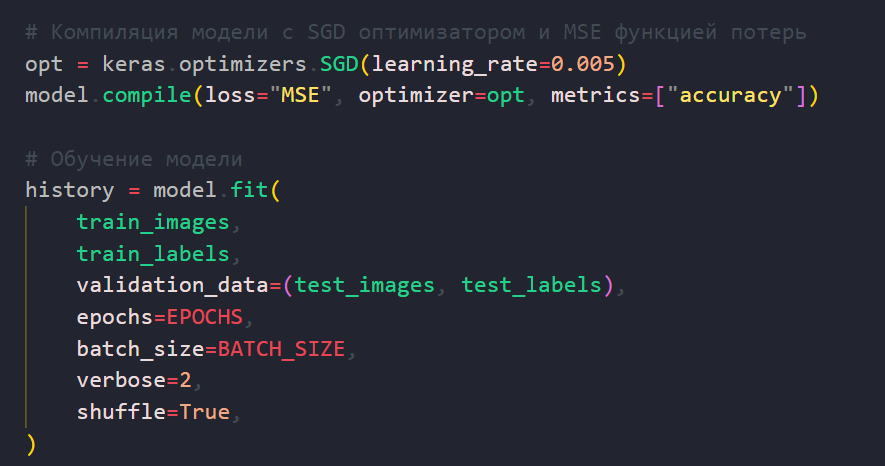 # Компиляция модели с SGD оптимизатором и MSE функцией потерь
opt = keras.optimizers.SGD(learning_rate=0.005)
model.compile(loss="MSE", optimizer=opt, metrics=["accuracy"])
# Обучение модели
history = model.fit(
    train_images,
    train_labels,
    validation_data=(test_images, test_labels),
    epochs=EPOCHS,
    batch_size=BATCH_SIZE,
    verbose=2,
    shuffle=True,
)